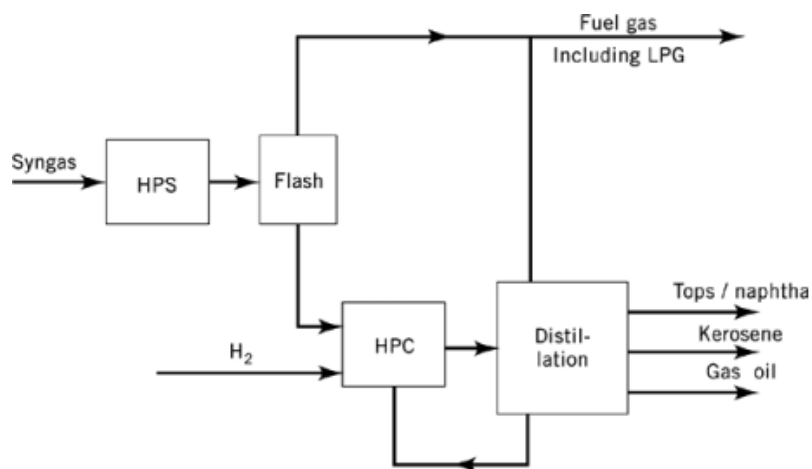 Fuel gas
Including LPG
Syngas
HPS
Flash
Tops / naphtha
Distil-
lation
Kerosene
HPC
H₂
Gas oil